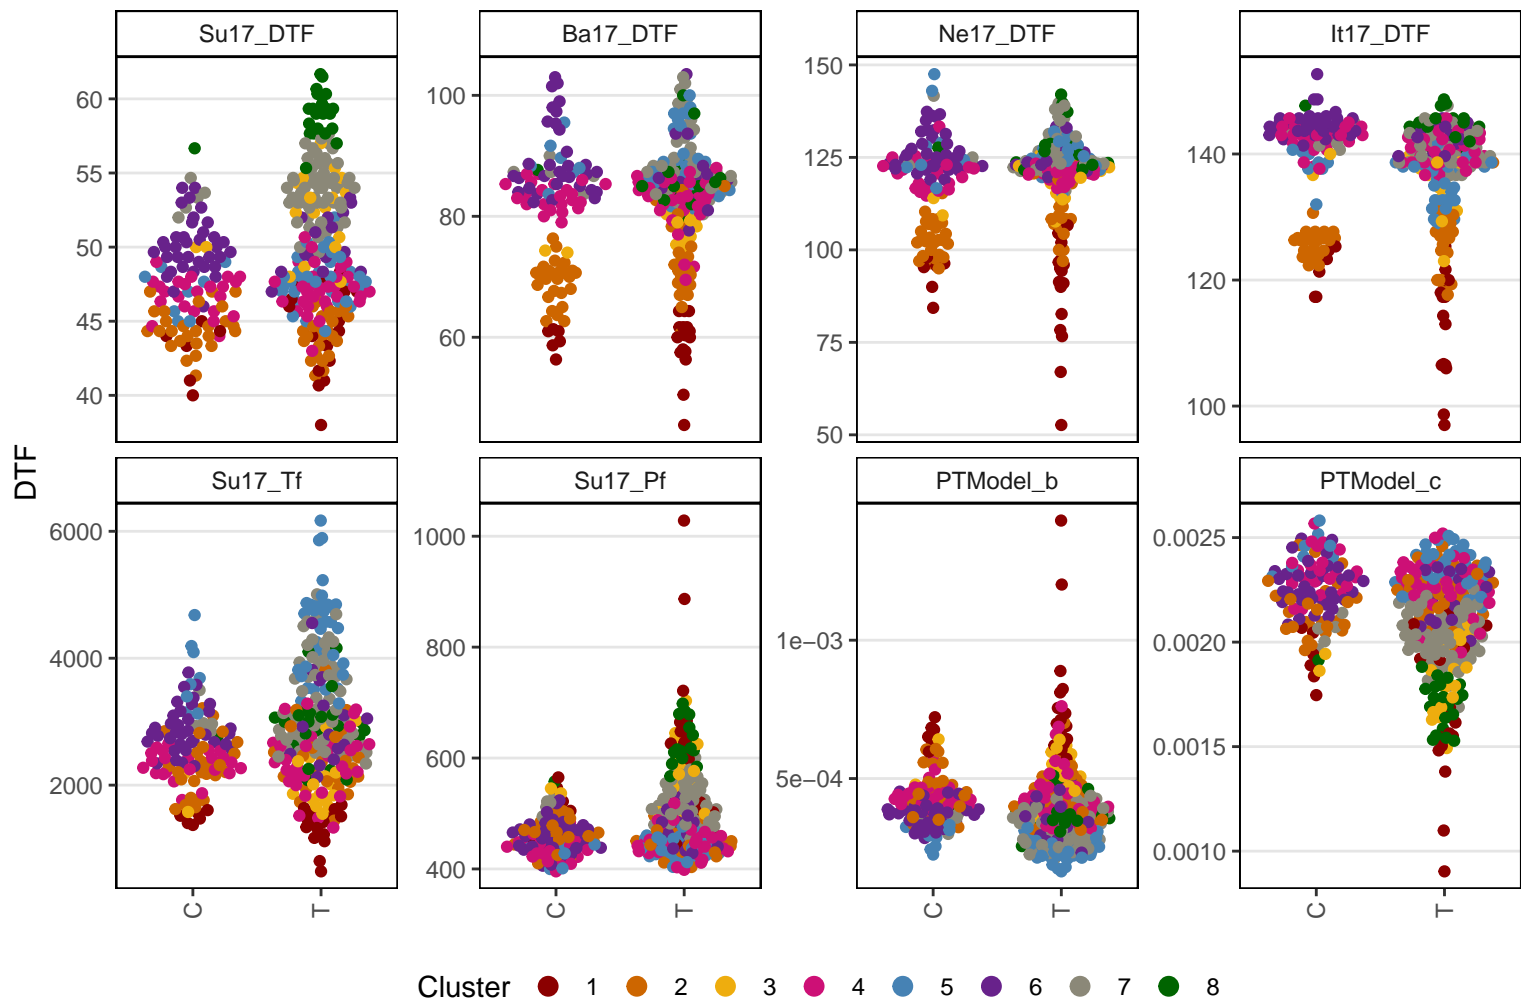 Su17_DTF
Ba17_DTF
Ne17_DTF
It17_DTF
60
55
50
45
40
100
80
60
150
125
100
75
50
140
120
100
DTF
Su17_Tf
Su17_Pf
PTModel_b
PTModel_c
6000
4000
2000
1000
800
600
400
1e−03
5e−04
0.0025
0.0020
0.0015
0.0010
C
T
C
T
C
T
C
T
Cluster 1 2 3 4 5 6 7 8